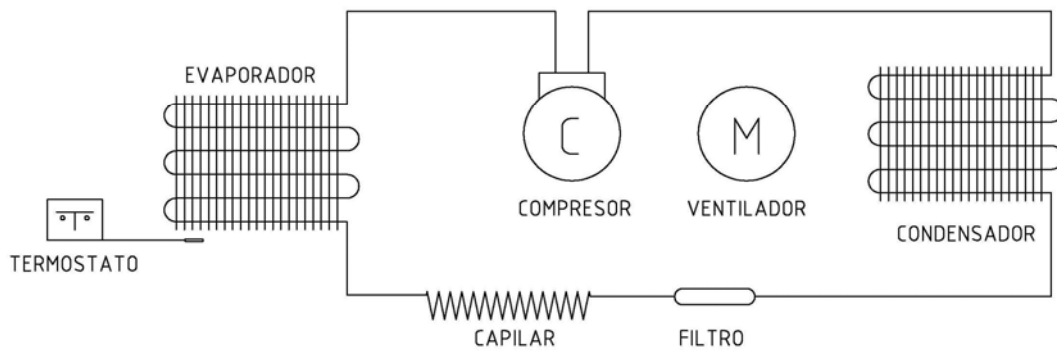 EVAPORADOR
C
M
COMPRESOR
VENTILADOR
CONDENSADOR
TERMOSTATO
CAPILAR
FILTRO